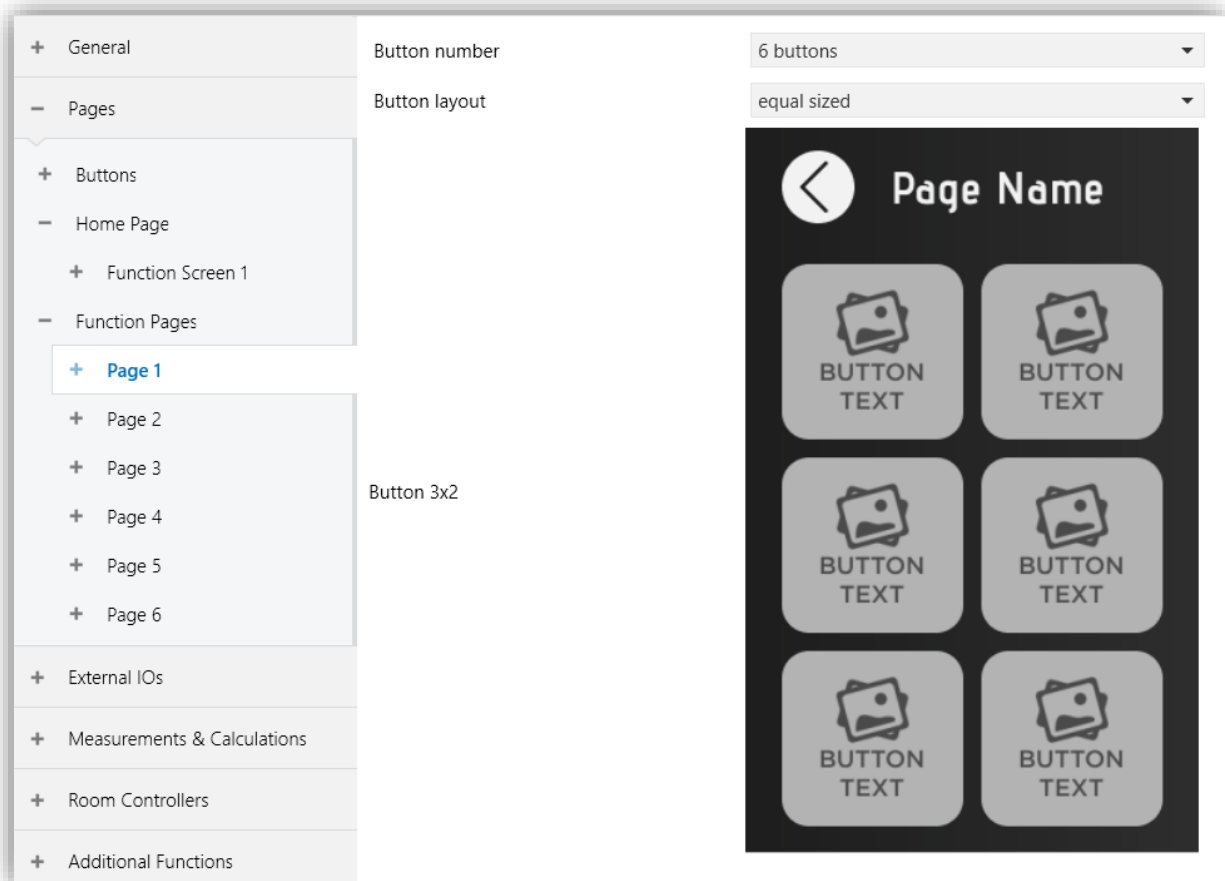 General
Pages
Buttons
Home Page
Function Screen 1
Function Pages
Page 1
Page 2
Page 3
Page 4
Page 5
Page 6
External IOs
Measurements & Calculations
Room Controllers
Additional Functions
Button number
6 buttons
Button layout
equal sized
Button 3x2
Page Name
BUTTON
TEXT
BUTTON
TEXT
BUTTON
TEXT
BUTTON
TEXT
BUTTON
TEXT
BUTTON
TEXT